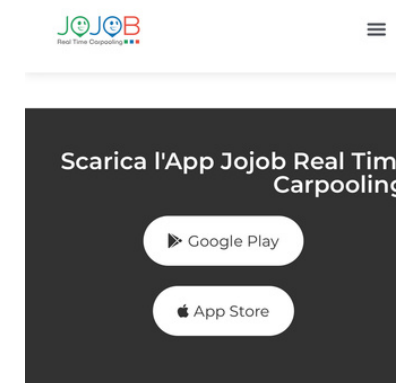 JOJOB
Real Time Carpooling
Scarica l'App Jojob Real Tim
Carpooling
Google Play
App Store